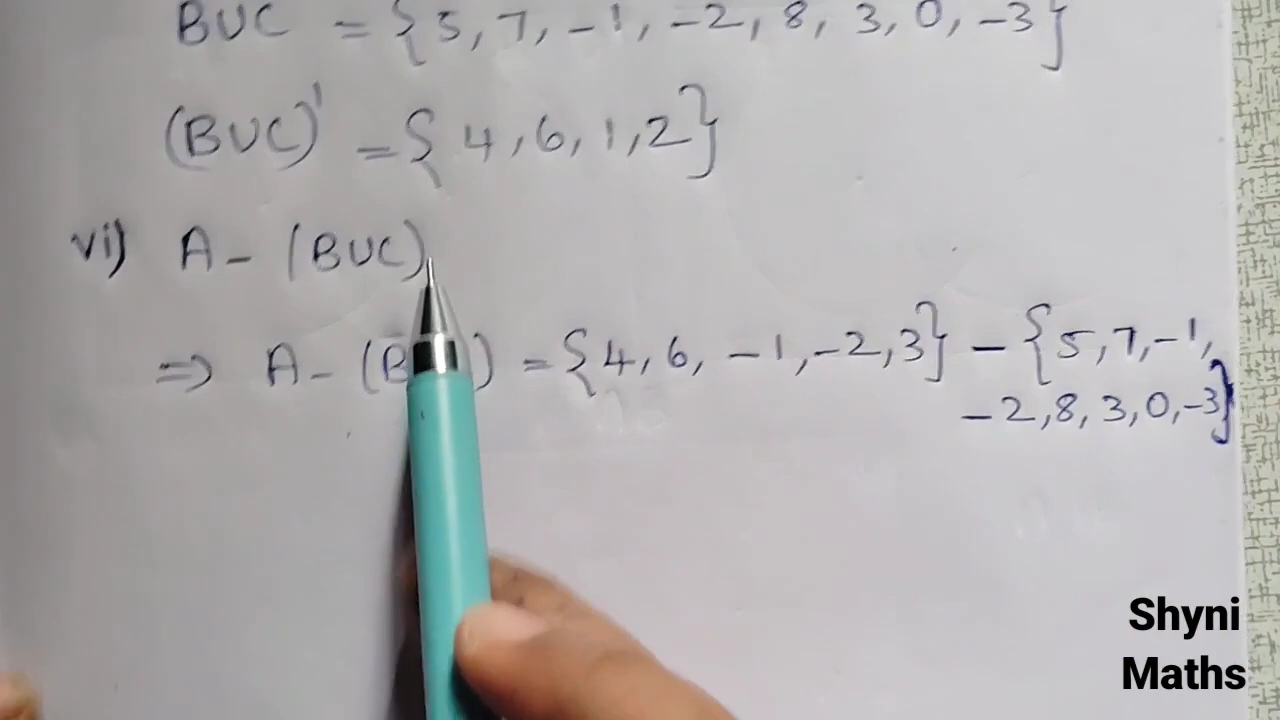 BUC = {5, 7, -1, -2, 8, 3, 0, -3}
(BUC)' = {4, 6, 1, 2}
vi) A - (BUC)
⇒ A - (B ) = {4, 6, -1, -2, 3} - {5, 7, -1,
-2, 8, 3, 0, -3}
Shyni
Maths